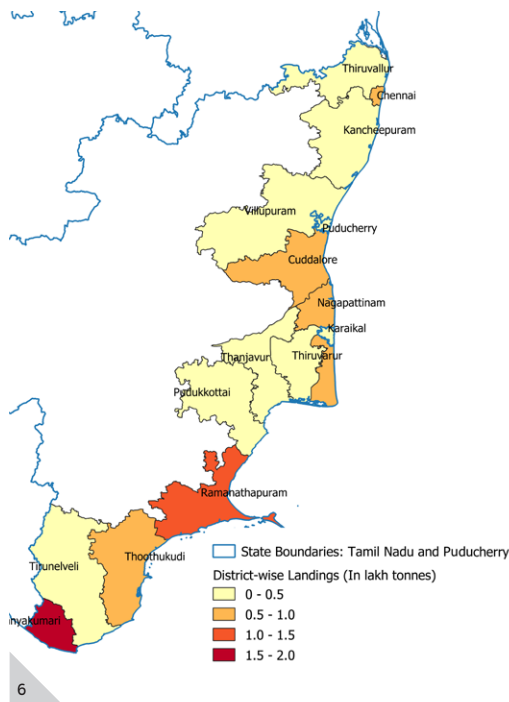 Thiruvallur
Chennai
Kancheepuram
Villupuram
Puducherry
Cuddalore
Nagapattinam
Karaikal
Thanjavur
Thiruvarur
Pudukkottai
Ramanathapuram
Thoothukudi
Tirunelveli
nyakumari
State Boundaries: Tamil Nadu and Puducherry
District-wise Landings (In lakh tonnes)
0 - 0.5
0.5 - 1.0
1.0 - 1.5
1.5 - 2.0
6